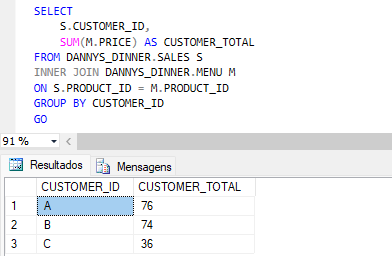 SELECT
S.CUSTOMER_ID,
SUM(M.PRICE) AS CUSTOMER_TOTAL
FROM DANNYS_DINNER.SALES S
INNER JOIN DANNYS_DINNER.MENU M
ON S.PRODUCT_ID = M.PRODUCT_ID
GROUP BY CUSTOMER_ID
GO
91 %
Resultados Mensagens
CUSTOMER_ID CUSTOMER_TOTAL
1 A 76
2 B 74
3 C 36